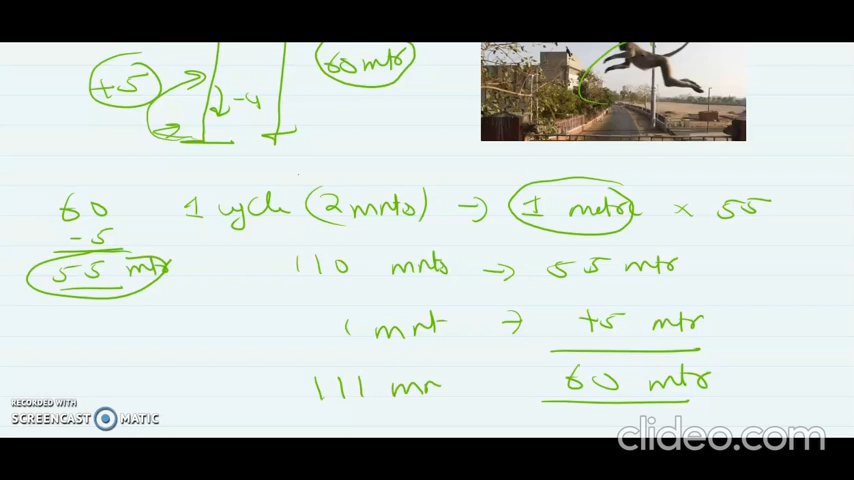 +5
-4
60 mtr
60 1 cycle (2 mnts) → 1 metre × 55
- 5
55 mtr
110 mnts → 55 mtr
1 mnt → +5 mtr
111 mn 60 mtr
RECORDED WITH
SCREENCAST MATIC
clideo.com